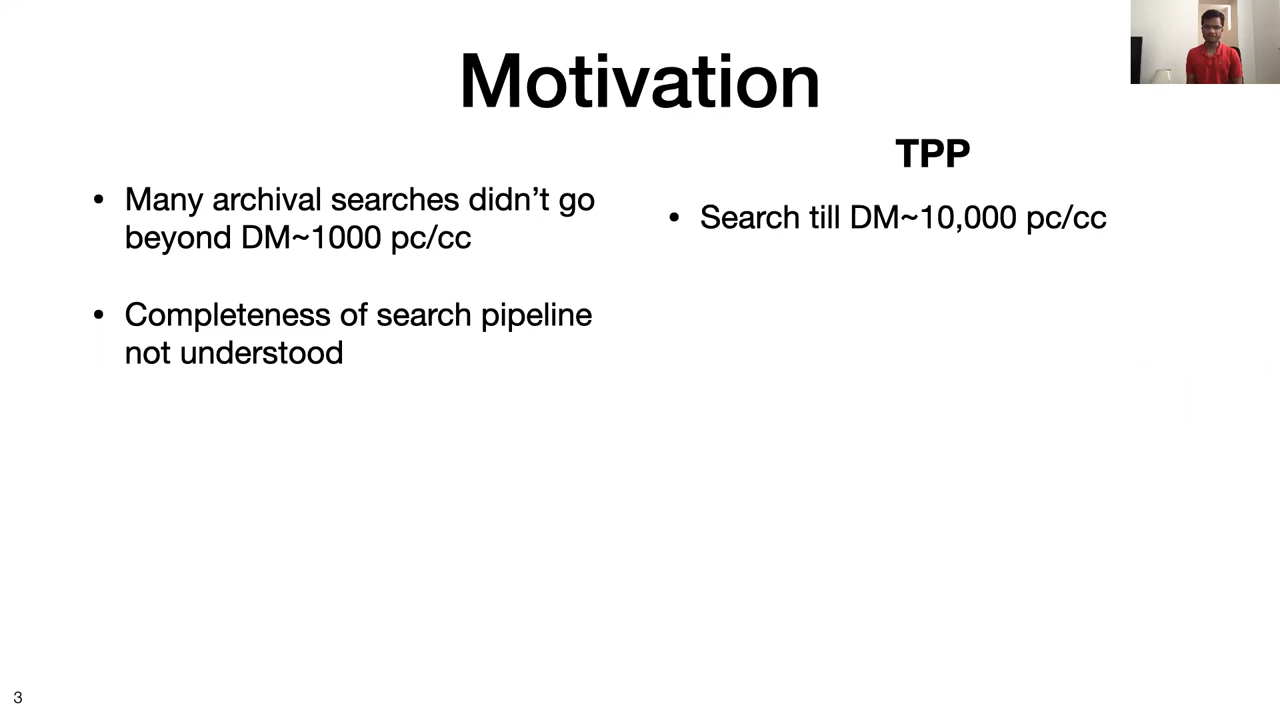 Motivation
• Many archival searches didn’t go
beyond DM~1000 pc/cc
• Completeness of search pipeline
not understood
TPP
• Search till DM~10,000 pc/cc
3